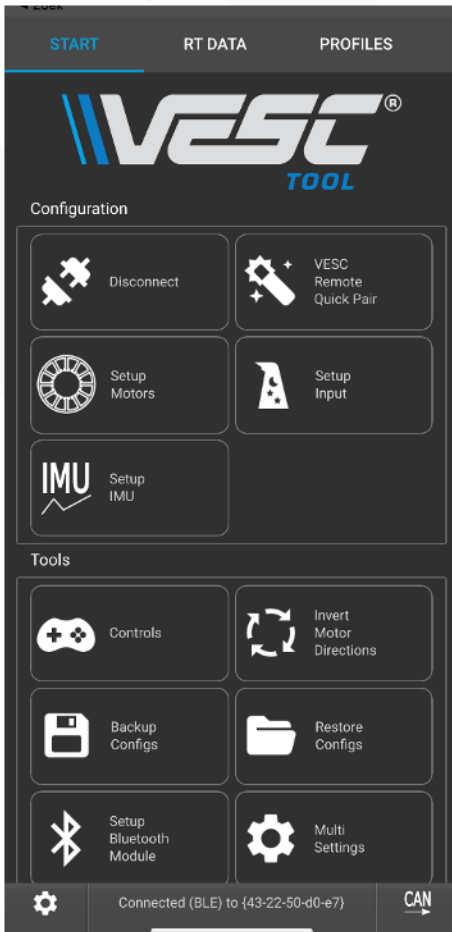 START
RT DATA
PROFILES
VESC®
TOOL
Configuration
Disconnect
VESC
Remote
Quick Pair
Setup
Motors
Setup
Input
IMU
Setup
IMU
Tools
Controls
Invert
Motor
Directions
Backup
Configs
Restore
Configs
Setup
Bluetooth
Module
Multi
Settings
Connected (BLE) to {43-22-50-d0-e7}
CAN